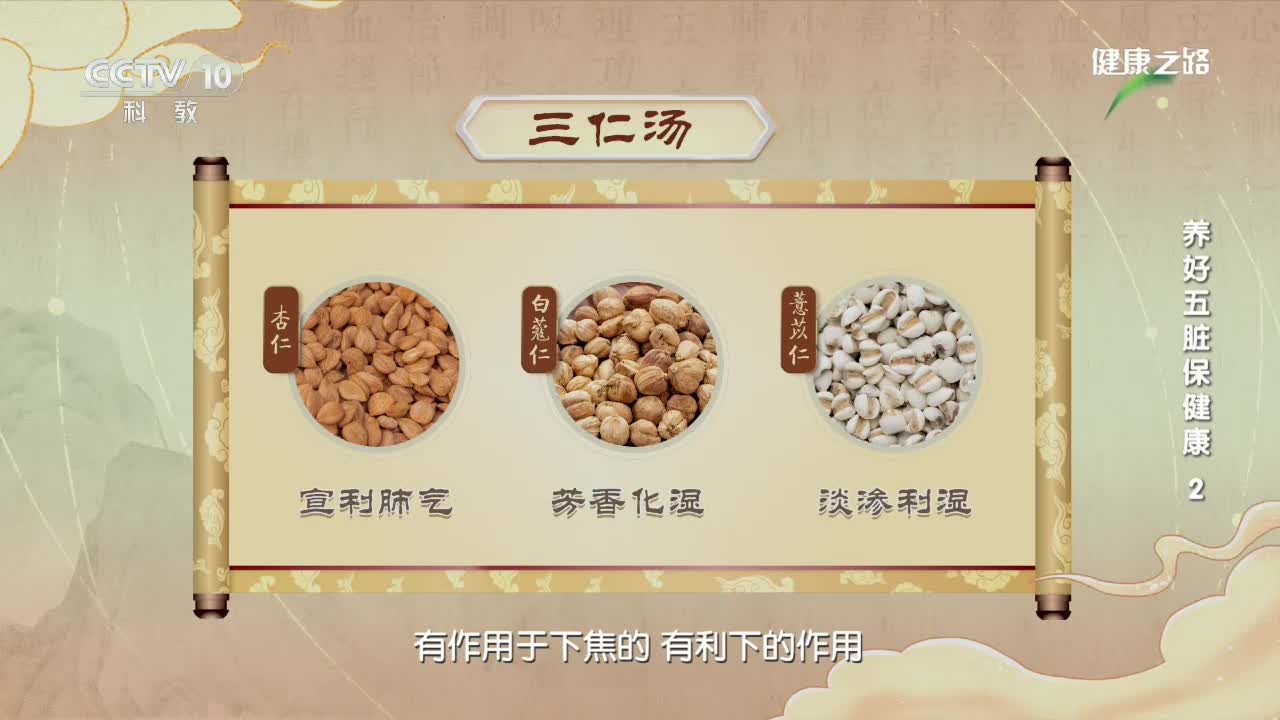 CCTV 10
科 教
健康之路
三仁汤
杏仁
白蔻仁
薏苡仁
宣利肺气
芳香化湿
淡渗利湿
养好五脏保健康 2
有作用于下焦的 有利下的作用